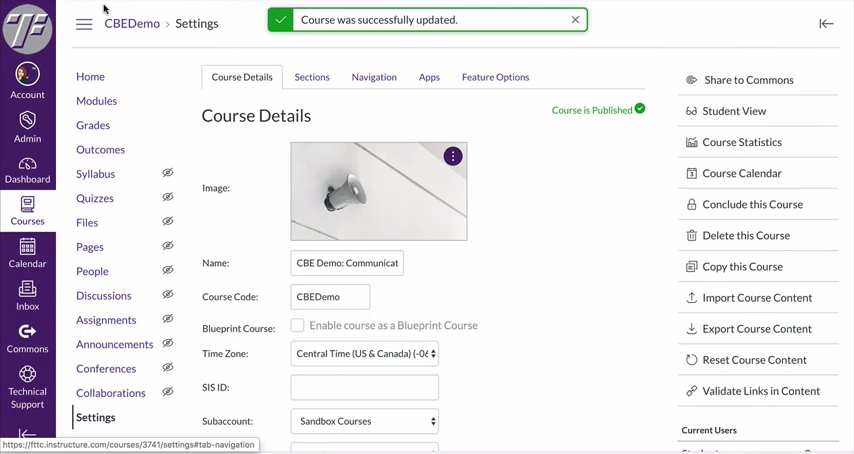 Course was successfully updated.
CBEDemo › Settings
Account
Admin
Dashboard
Courses
Calendar
Inbox
Commons
Technical
Support
Home
Modules
Grades
Outcomes
Syllabus
Quizzes
Files
Pages
People
Discussions
Assignments
Announcements
Conferences
Collaborations
Settings
Course Details
Sections
Navigation
Apps
Feature Options
Course Details
Course is Published
Image:
Name:
CBE Demo: Communicat
Course Code:
CBEDemo
Blueprint Course:
Enable course as a Blueprint Course
Time Zone:
Central Time (US & Canada) (-06
SIS ID:
Subaccount:
Sandbox Courses
Share to Commons
Student View
Course Statistics
Course Calendar
Conclude this Course
Delete this Course
Copy this Course
Import Course Content
Export Course Content
Reset Course Content
Validate Links in Content
Current Users
https://fttc.instructure.com/courses/3741/settings#tab-navigation